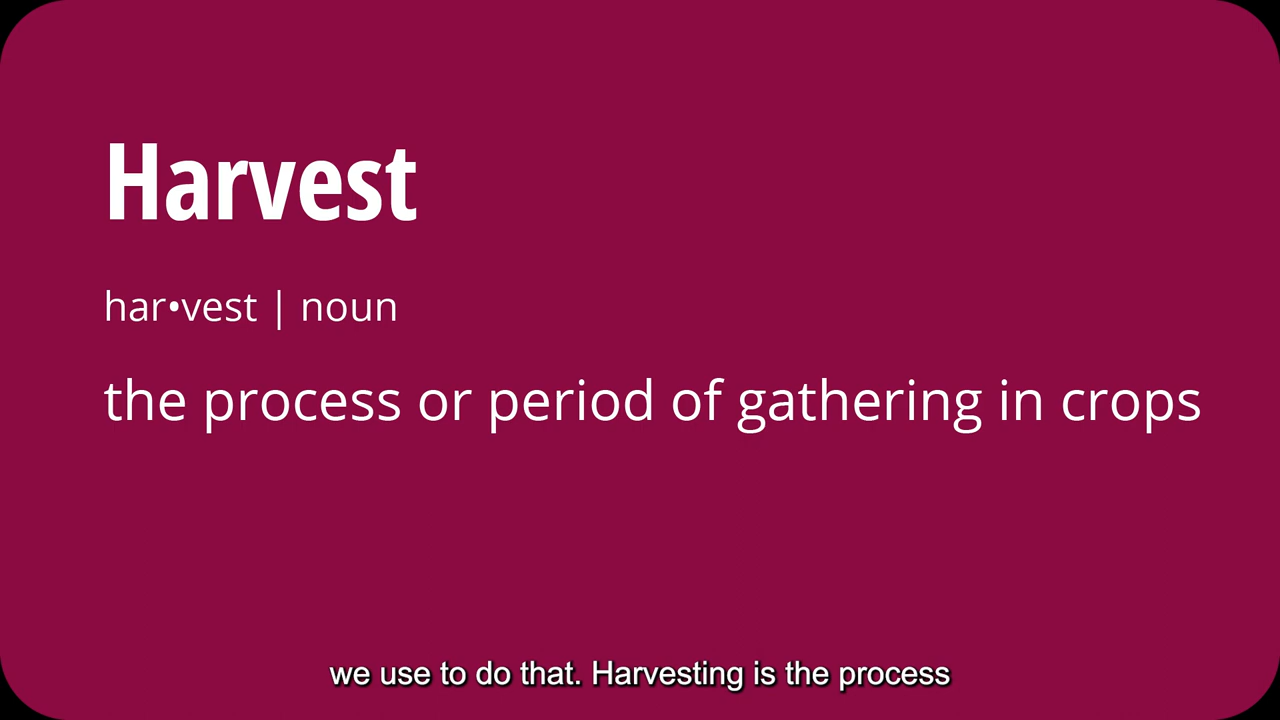 Harvest
har•vest | noun
the process or period of gathering in crops
we use to do that. Harvesting is the process